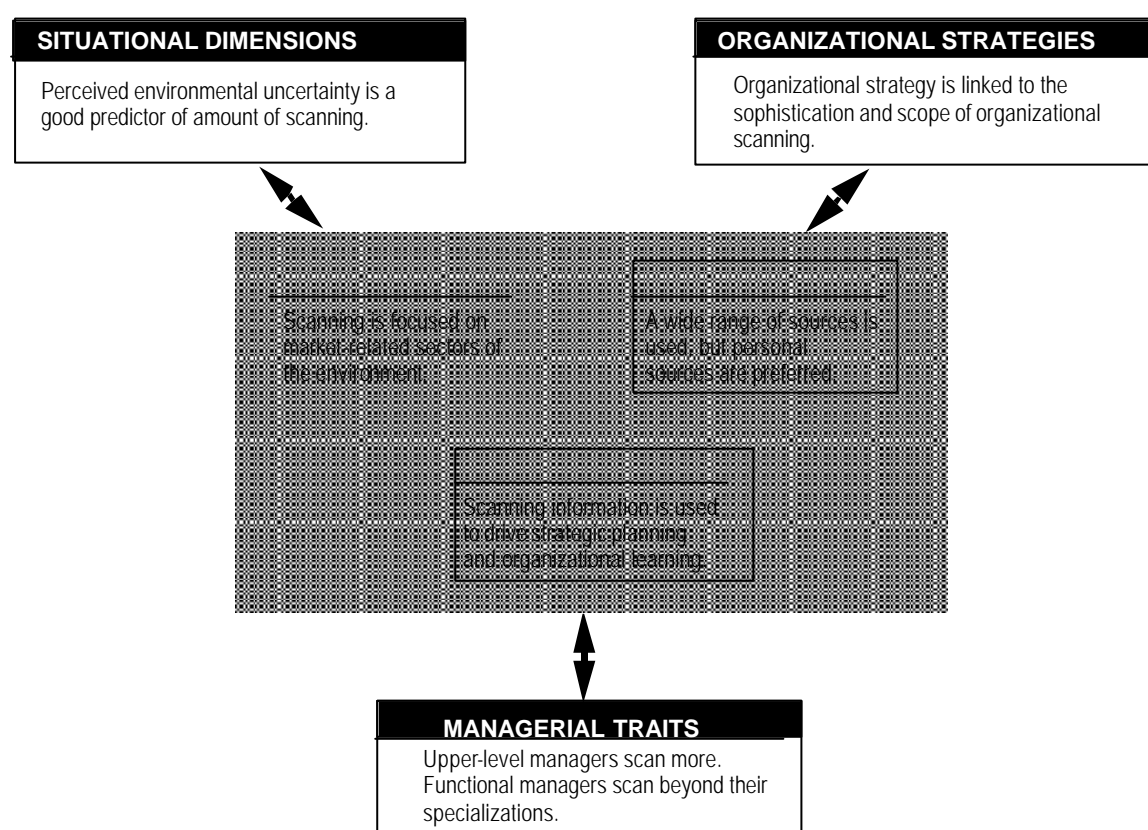 SITUATIONAL DIMENSIONS
Perceived environmental uncertainty is a
good predictor of amount of scanning.
ORGANIZATIONAL STRATEGIES
Organizational strategy is linked to the
sophistication and scope of organizational
scanning.
Scanning is focused on
market-related sectors of
the environment.
A wide range of sources is
used, but personal
sources are preferred.
Scanning information is used
to drive strategic planning
and organizational learning.
MANAGERIAL TRAITS
Upper-level managers scan more.
Functional managers scan beyond their
specializations.